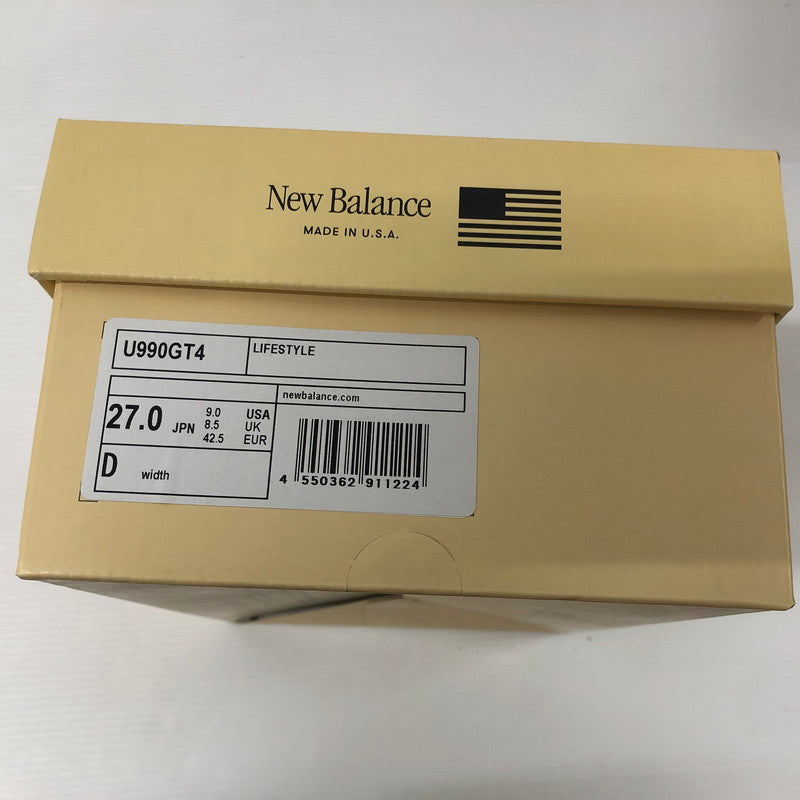 New Balance
MADE IN U.S.A.
U990GT4
LIFESTYLE
newbalance.com
27.0 JPN
9.0 USA
8.5 UK
42.5 EUR
D width
4 550362 911224